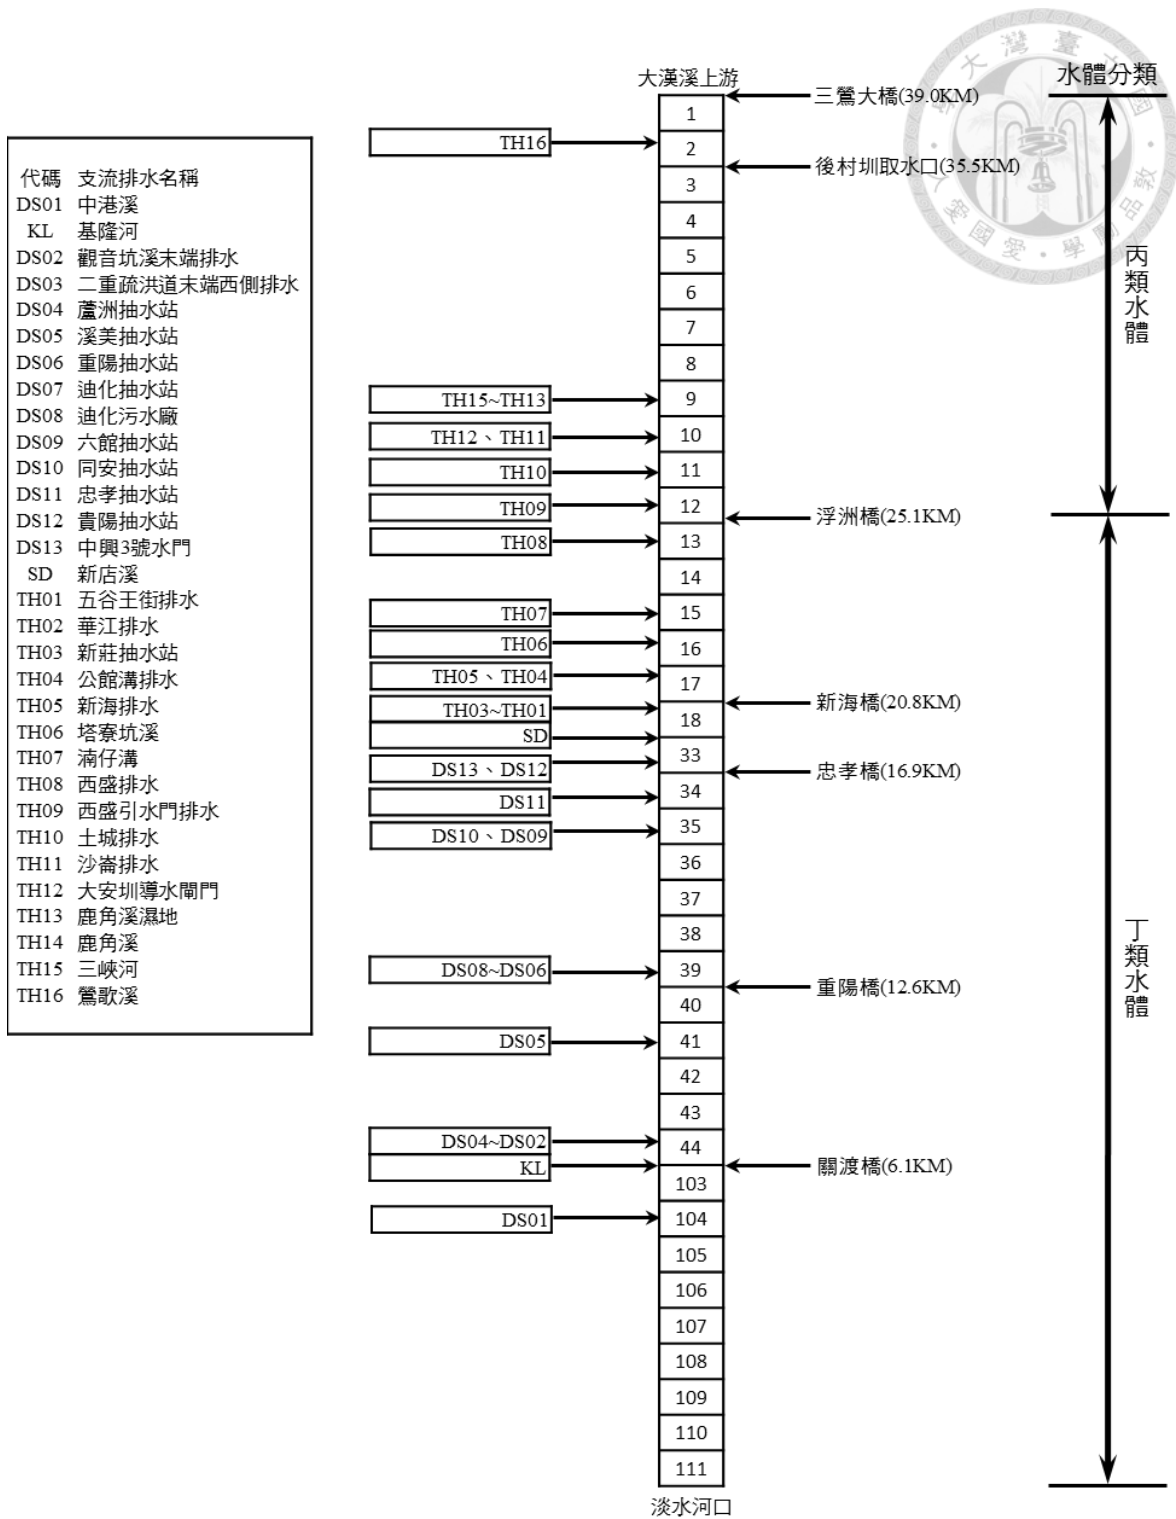 大漢溪上游
水體分類
三鶯大橋(39.0KM)
後村圳取水口(35.5KM)
浮洲橋(25.1KM)
新海橋(20.8KM)
忠孝橋(16.9KM)
重陽橋(12.6KM)
關渡橋(6.1KM)
丙類水體
丁類水體
代碼 支流排水名稱
DS01 中港溪
KL 基隆河
DS02 觀音坑溪末端排水
DS03 二重疏洪道末端西側排水
DS04 蘆洲抽水站
DS05 溪美抽水站
DS06 重陽抽水站
DS07 迪化抽水站
DS08 迪化污水廠
DS09 六館抽水站
DS10 同安抽水站
DS11 忠孝抽水站
DS12 貴陽抽水站
DS13 中興3號水門
SD 新店溪
TH01 五谷王街排水
TH02 華江排水
TH03 新莊抽水站
TH04 公館溝排水
TH05 新海排水
TH06 塔寮坑溪
TH07 湳仔溝
TH08 西盛排水
TH09 西盛引水門排水
TH10 土城排水
TH11 沙崙排水
TH12 大安圳導水閘門
TH13 鹿角溪濕地
TH14 鹿角溪
TH15 三峽河
TH16 鶯歌溪
TH16
TH15~TH13
TH12、TH11
TH10
TH09
TH08
TH07
TH06
TH05、TH04
TH03~TH01
SD
DS13、DS12
DS11
DS10、DS09
DS08~DS06
DS05
DS04~DS02
KL
DS01
1
2
3
4
5
6
7
8
9
10
11
12
13
14
15
16
17
18
33
34
35
36
37
38
39
40
41
42
43
44
103
104
105
106
107
108
109
110
111
淡水河口